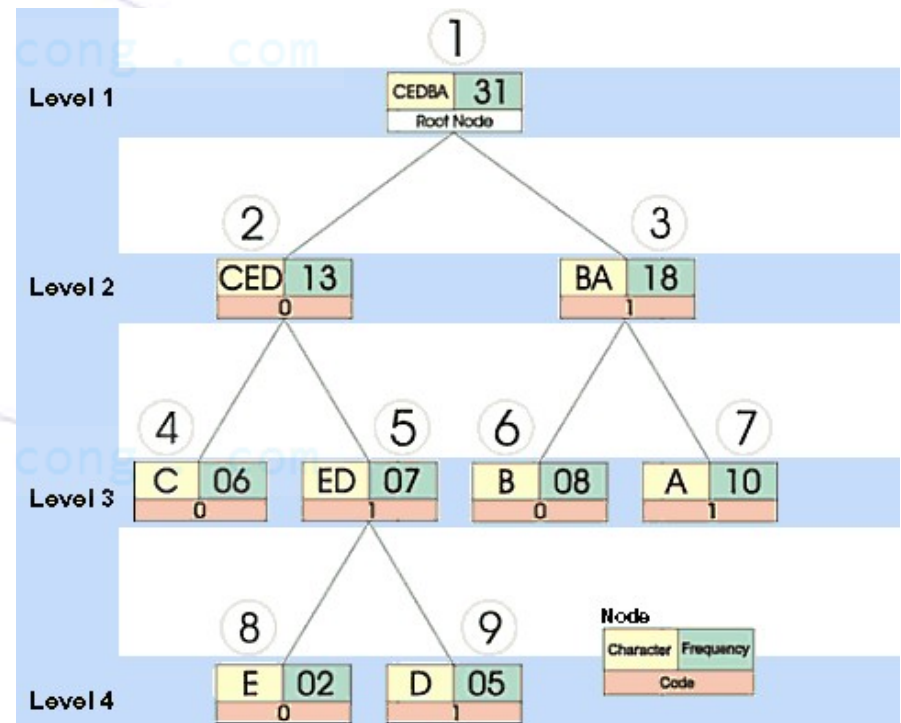 cong . com
1
Level 1
CEDBA 31
Root Node
2 3
Level 2
CED 13 BA 18
0 1
4 5 6 7
cong . com
Level 3
C 06 ED 07 B 08 A 10
0 1 0 1
8 9
Node
Character Frequency
Code
Level 4
E 02 D 05
0 1